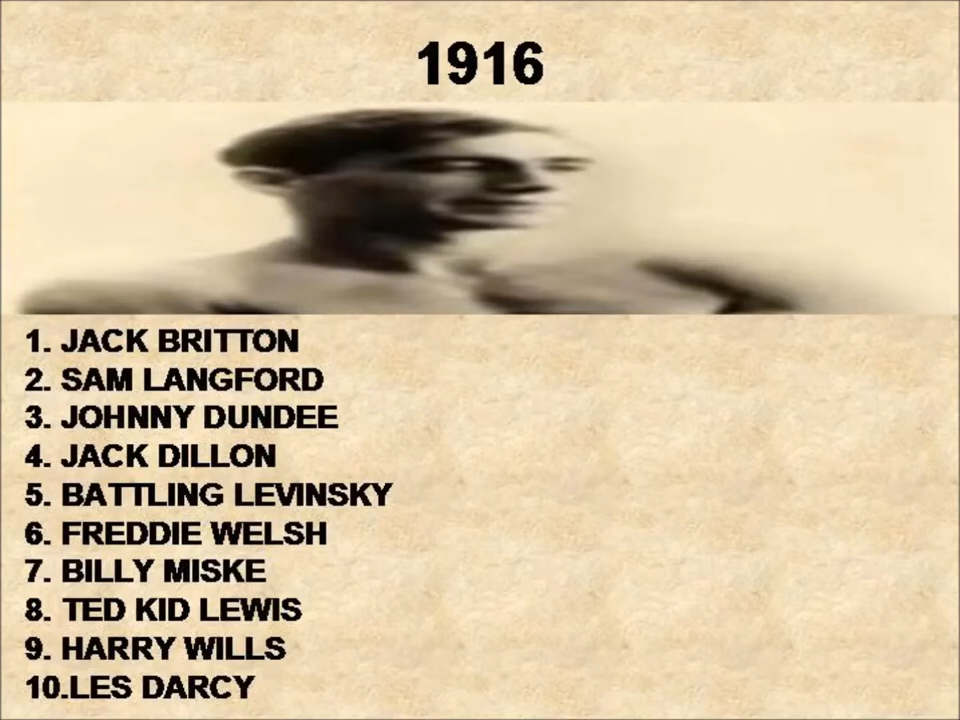 1916
1. JACK BRITTON
2. SAM LANGFORD
3. JOHNNY DUNDEE
4. JACK DILLON
5. BATTLING LEVINSKY
6. FREDDIE WELSH
7. BILLY MISKE
8. TED KID LEWIS
9. HARRY WILLS
10.LES DARCY